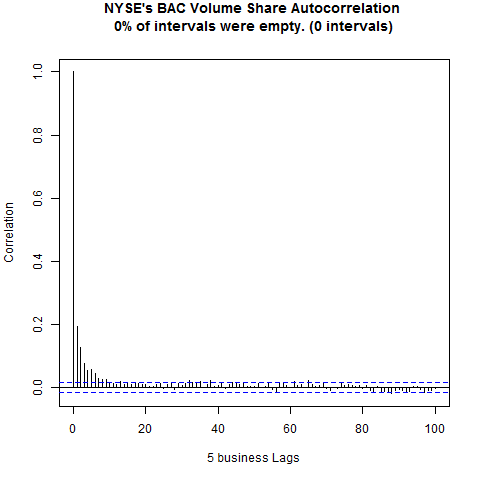 NYSE's BAC Volume Share Autocorrelation
0% of intervals were empty. (0 intervals)
1.0
0.8
0.6
0.4
0.2
0.0
Correlation
0 20 40 60 80 100
5 business Lags